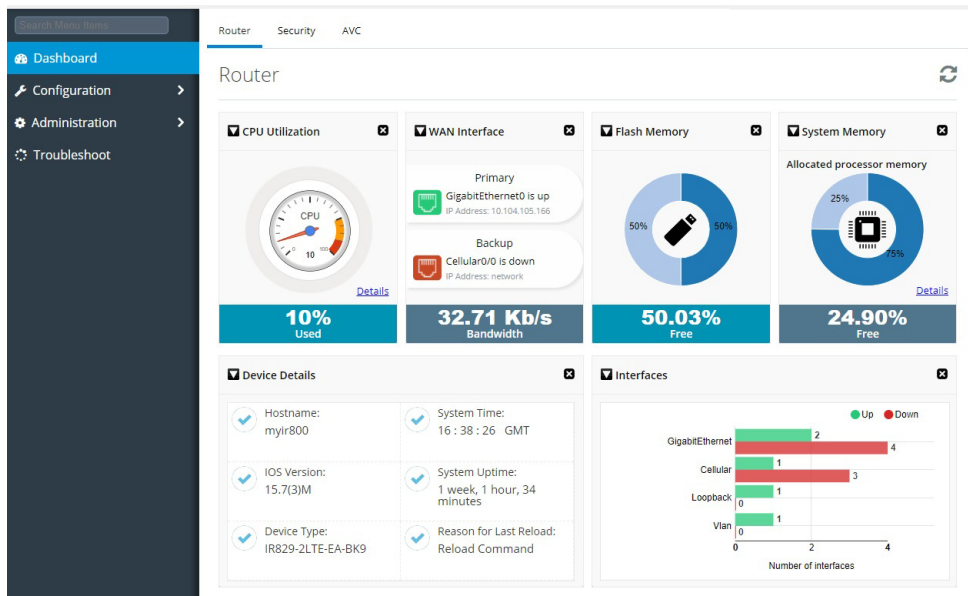 Search Menu Items
Dashboard
Configuration
Administration
Troubleshoot
Router Security AVC
Router
CPU Utilization
CPU
0 100
10
Details
10%
Used
WAN Interface
Primary
GigabitEthernet0 is up
IP Address: 10.104.105.166
Backup
Cellular0/0 is down
IP Address: network
32.71 Kb/s
Bandwidth
Flash Memory
50% 50%
50.03%
Free
System Memory
Allocated processor memory
25%
75%
Details
24.90%
Free
Device Details
Hostname:
myir800
System Time:
16 : 38 : 26 GMT
IOS Version:
15.7(3)M
System Uptime:
1 week, 1 hour, 34
minutes
Device Type:
IR829-2LTE-EA-BK9
Reason for Last Reload:
Reload Command
Interfaces
Up Down
GigabitEthernet 2
4
Cellular 1
3
Loopback 1
0
Vlan 1
0
0 2 4
Number of interfaces